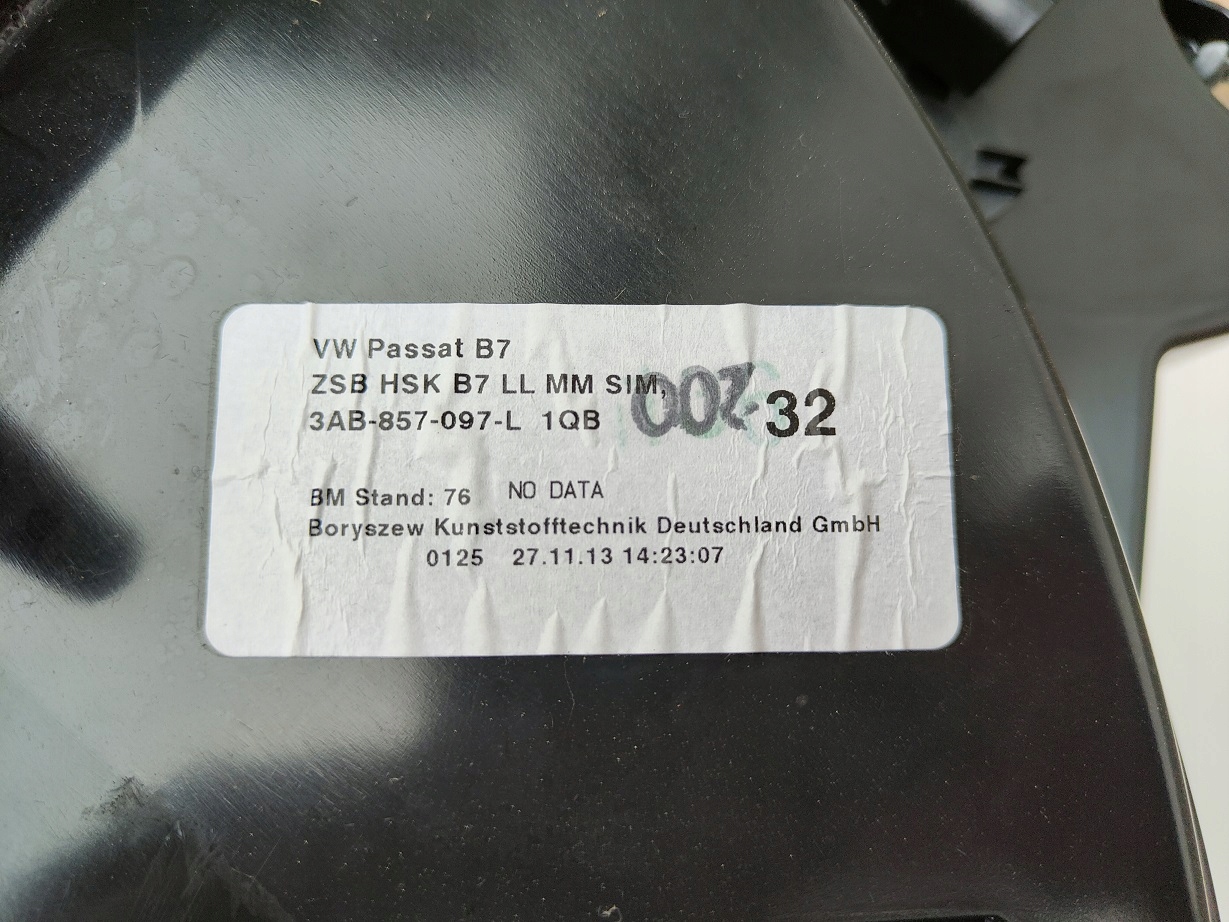 VW Passat B7
ZSB HSK B7 LL MM SIM,
3AB-857-097-L 1QB
32
BM Stand: 76 NO DATA
Boryszew Kunststofftechnik Deutschland GmbH
0125 27.11.13 14:23:07